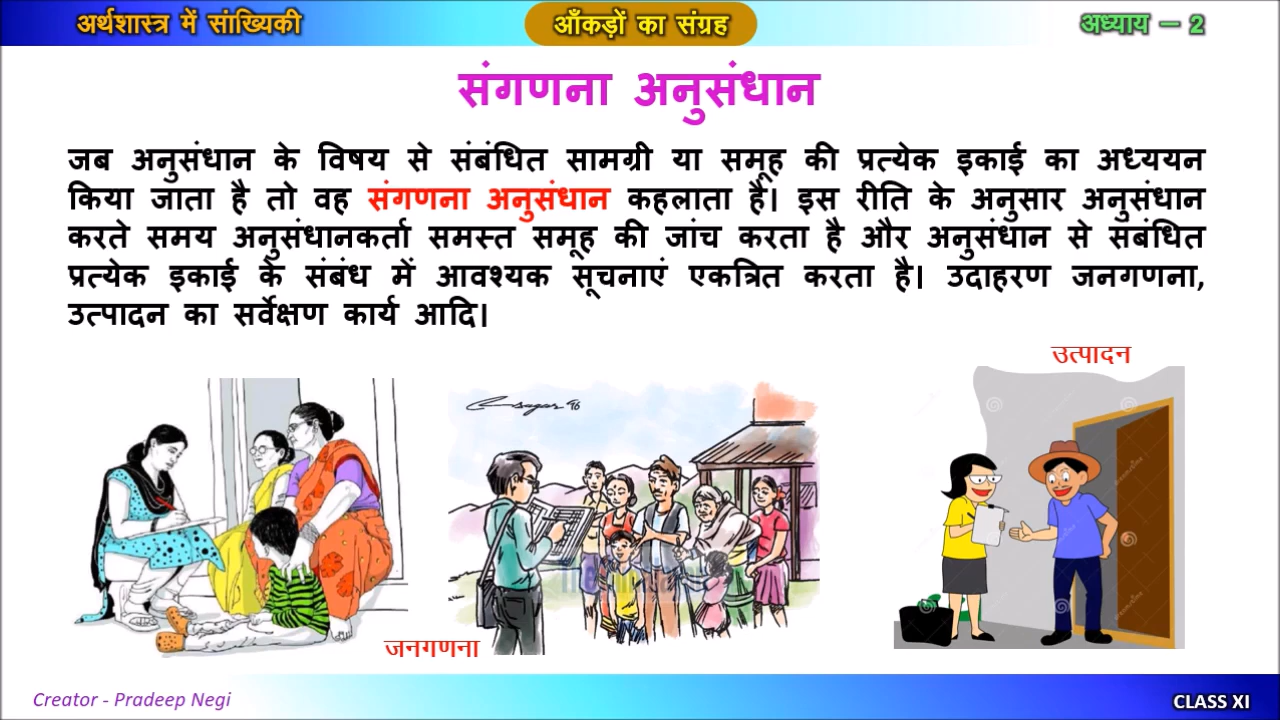 अर्थशास्त्र में सांख्यिकी
आँकड़ों का संग्रह
अध्याय – 2
संगणना अनुसंधान
जब अनुसंधान के विषय से संबंधित सामग्री या समूह की प्रत्येक इकाई का अध्ययन
किया जाता है तो वह संगणना अनुसंधान कहलाता है। इस रीति के अनुसार अनुसंधान
करते समय अनुसंधानकर्ता समस्त समूह की जांच करता है और अनुसंधान से संबंधित
प्रत्येक इकाई के संबंध में आवश्यक सूचनाएं एकत्रित करता है। उदाहरण जनगणना,
उत्पादन का सर्वेक्षण कार्य आदि।
उत्पादन
जनगणना
Creator - Pradeep Negi
CLASS XI